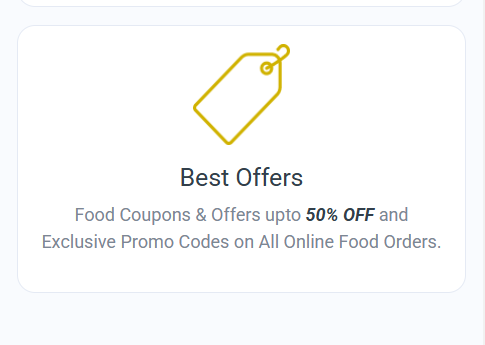 Best Offers
Food Coupons & Offers upto 50% OFF and
Exclusive Promo Codes on All Online Food Orders.